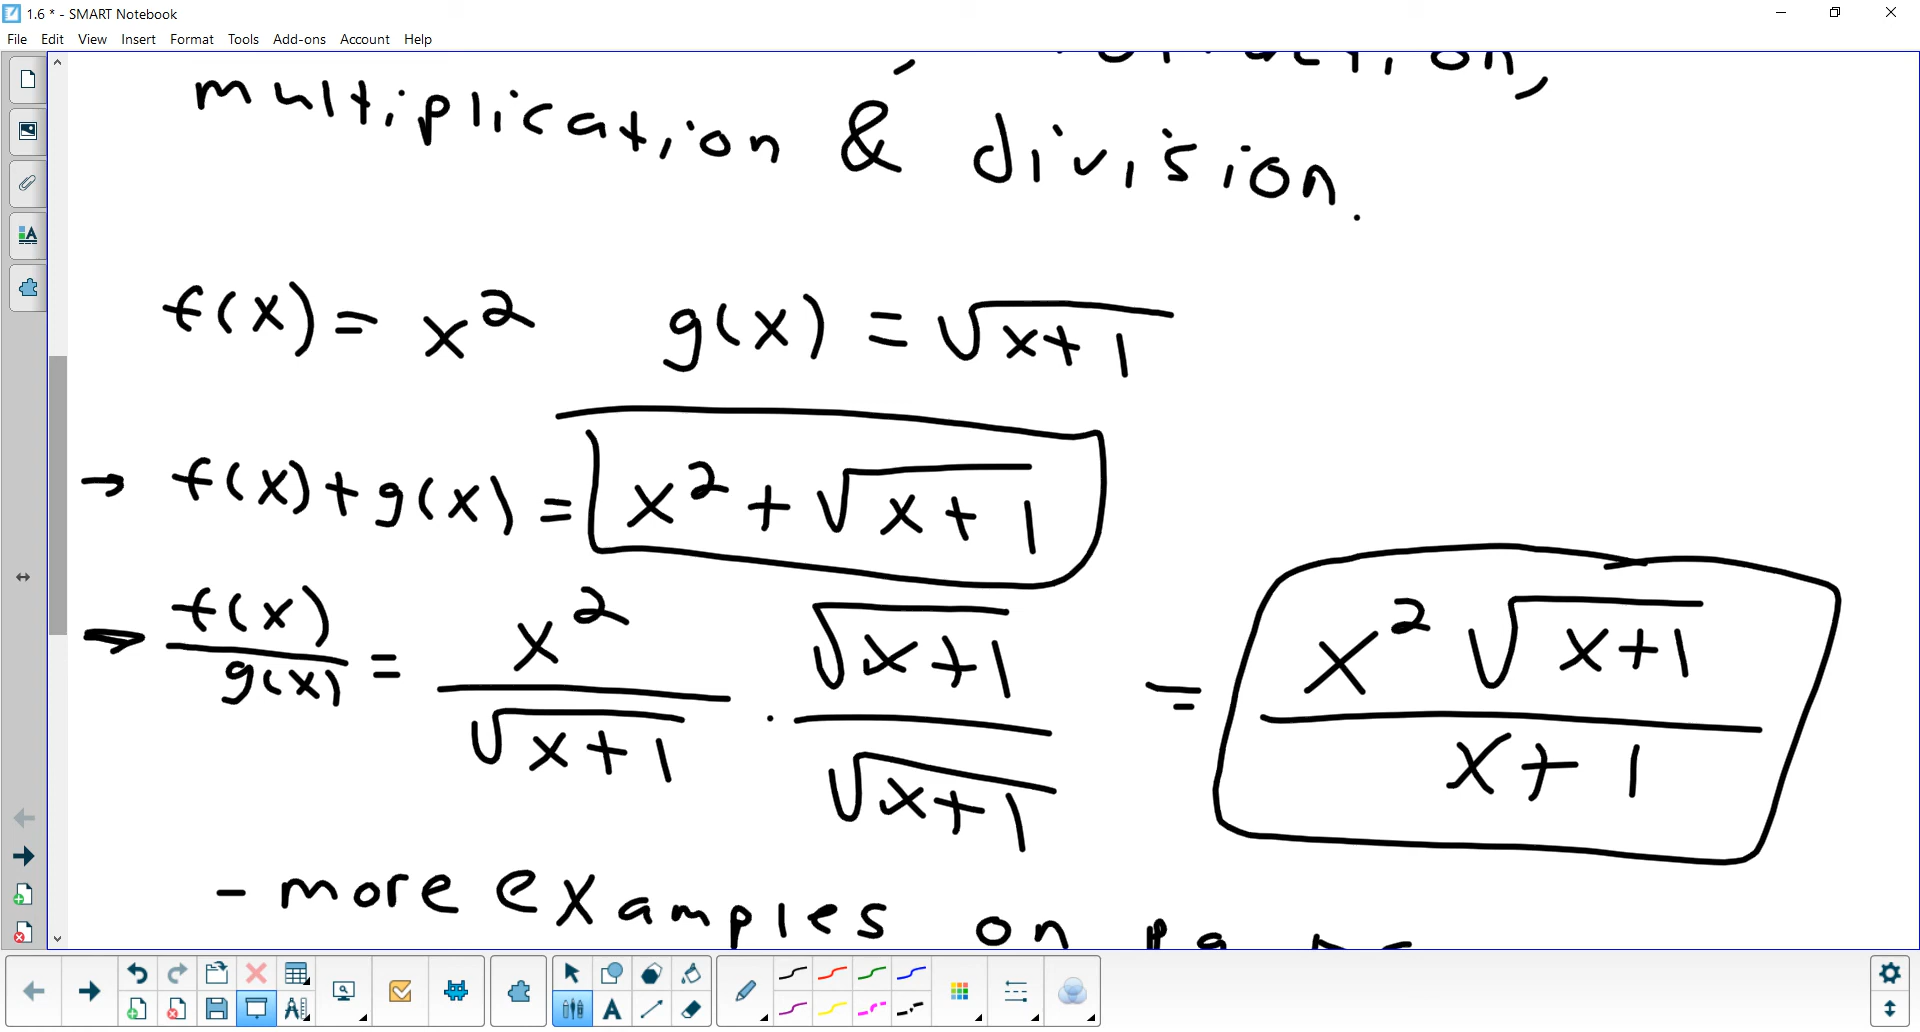 1.6 * - SMART Notebook
File Edit View Insert Format Tools Add-ons Account Help
multiplication & division.
f(x) = x² g(x) = √(x+1)
→ f(x)+g(x) = x² + √(x+1)
→ f(x)/g(x) = x²/√(x+1) · √(x+1)/√(x+1) = x²√(x+1)/(x+1)
- more examples on